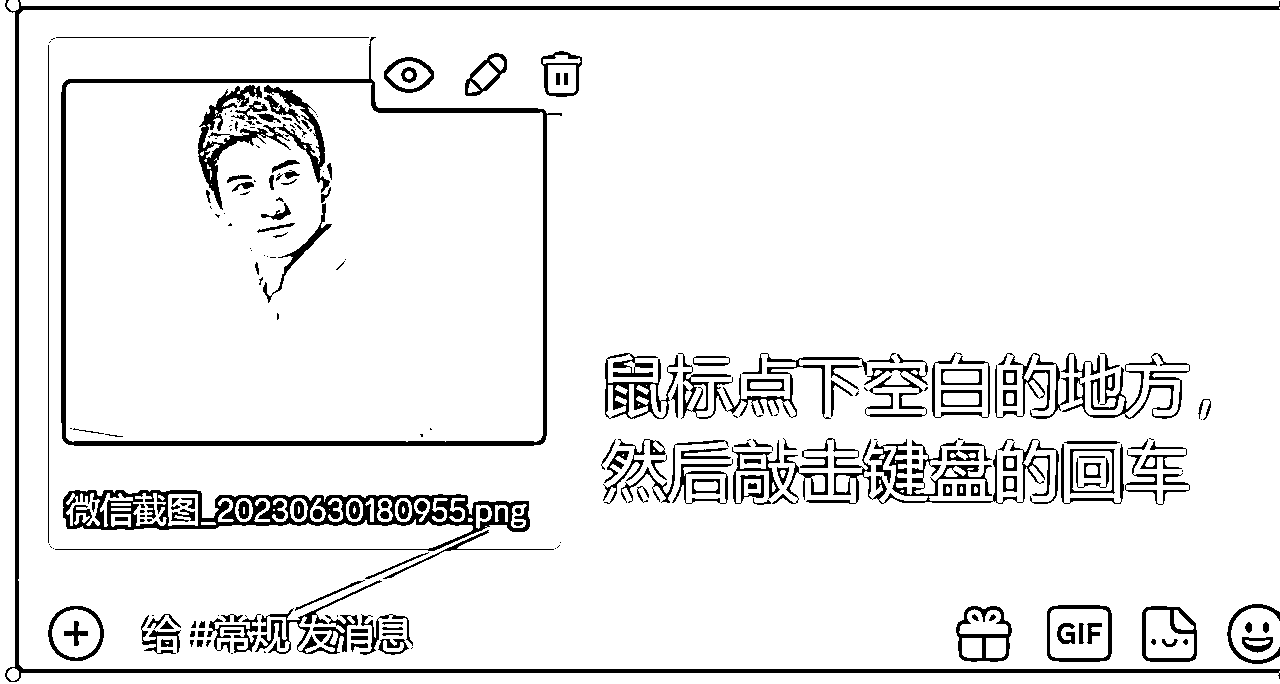 鼠标点下空白的地方，
然后敲击键盘的回车
微信截图_20230630180955.png
给 #常规 发消息
GIF